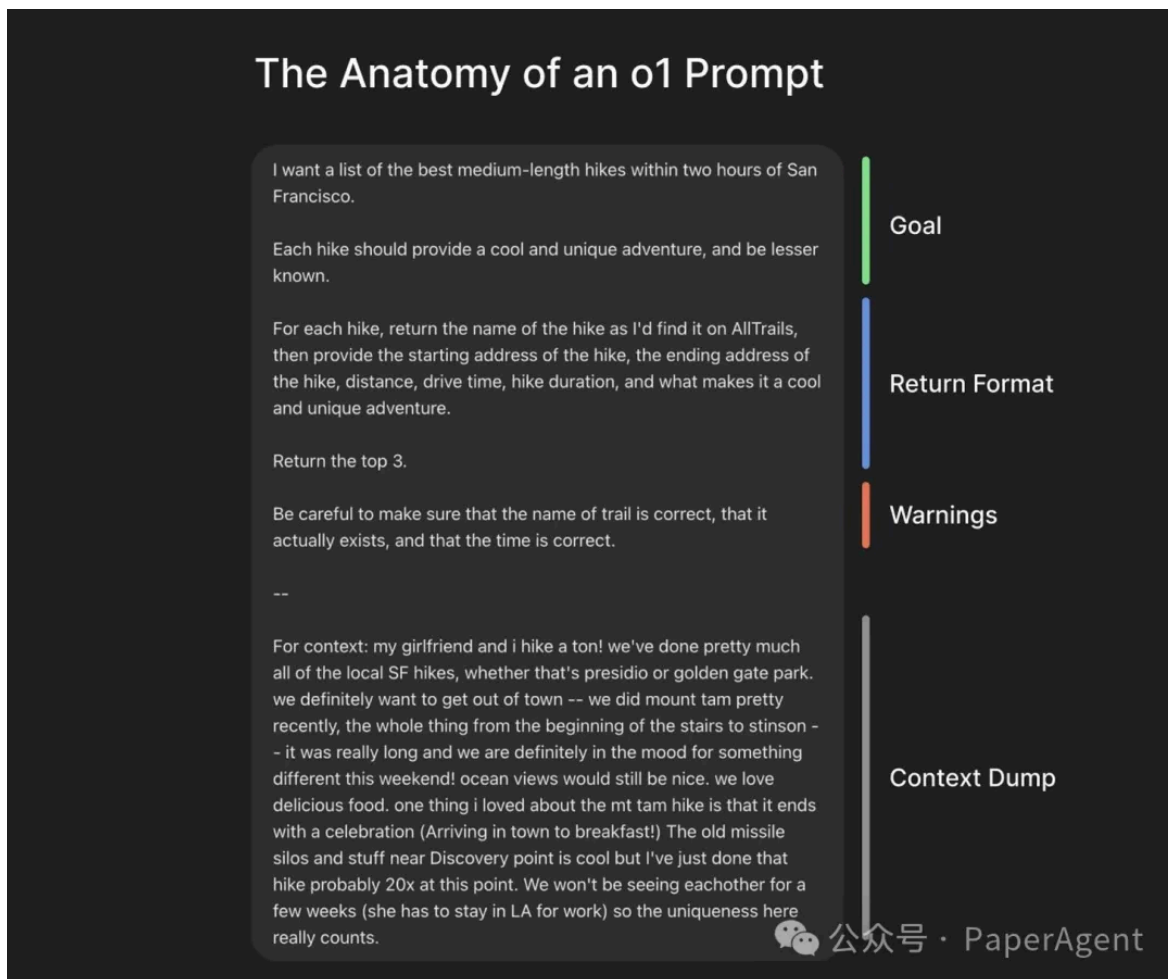 The Anatomy of an o1 Prompt
I want a list of the best medium-length hikes within two hours of San
Francisco.
Each hike should provide a cool and unique adventure, and be lesser
known.
Goal
For each hike, return the name of the hike as I'd find it on AllTrails,
then provide the starting address of the hike, the ending address of
the hike, distance, drive time, hike duration, and what makes it a cool
and unique adventure.
Return the top 3.
Return Format
Be careful to make sure that the name of trail is correct, that it
actually exists, and that the time is correct.
Warnings
--
For context: my girlfriend and i hike a ton! we've done pretty much
all of the local SF hikes, whether that's presidio or golden gate park.
we definitely want to get out of town -- we did mount tam pretty
recently, the whole thing from the beginning of the stairs to stinson -
- it was really long and we are definitely in the mood for something
different this weekend! ocean views would still be nice. we love
delicious food. one thing i loved about the mt tam hike is that it ends
with a celebration (Arriving in town to breakfast!) The old missile
silos and stuff near Discovery point is cool but I've just done that
hike probably 20x at this point. We won't be seeing eachother for a
few weeks (she has to stay in LA for work) so the uniqueness here
really counts.
Context Dump
公众号 · PaperAgent